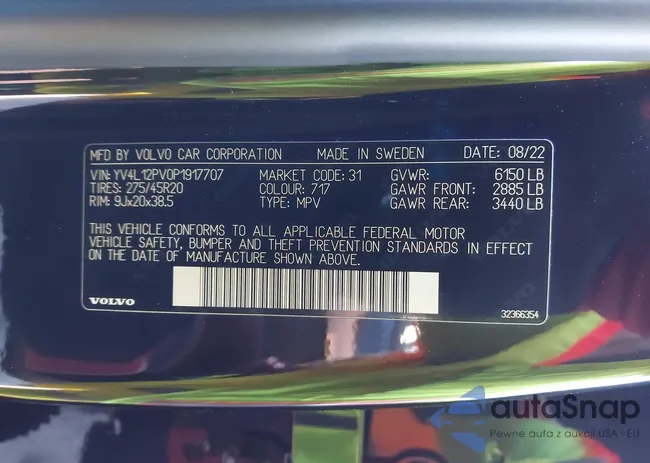 MFD BY VOLVO CAR CORPORATION MADE IN SWEDEN DATE: 08/22
VIN: YV4L12PV0P1917707 MARKET CODE: 31 GVWR: 6150 LB
TIRES: 275/45R20 COLOUR: 717 GAWR FRONT: 2885 LB
RIM: 9Jx20x38.5 TYPE: MPV GAWR REAR: 3440 LB
THIS VEHICLE CONFORMS TO ALL APPLICABLE FEDERAL MOTOR
VEHICLE SAFETY, BUMPER AND THEFT PREVENTION STANDARDS IN EFFECT
ON THE DATE OF MANUFACTURE SHOWN ABOVE.
VOLVO 32366354
autaSnap
Pewne auta z aukcji USA - EU